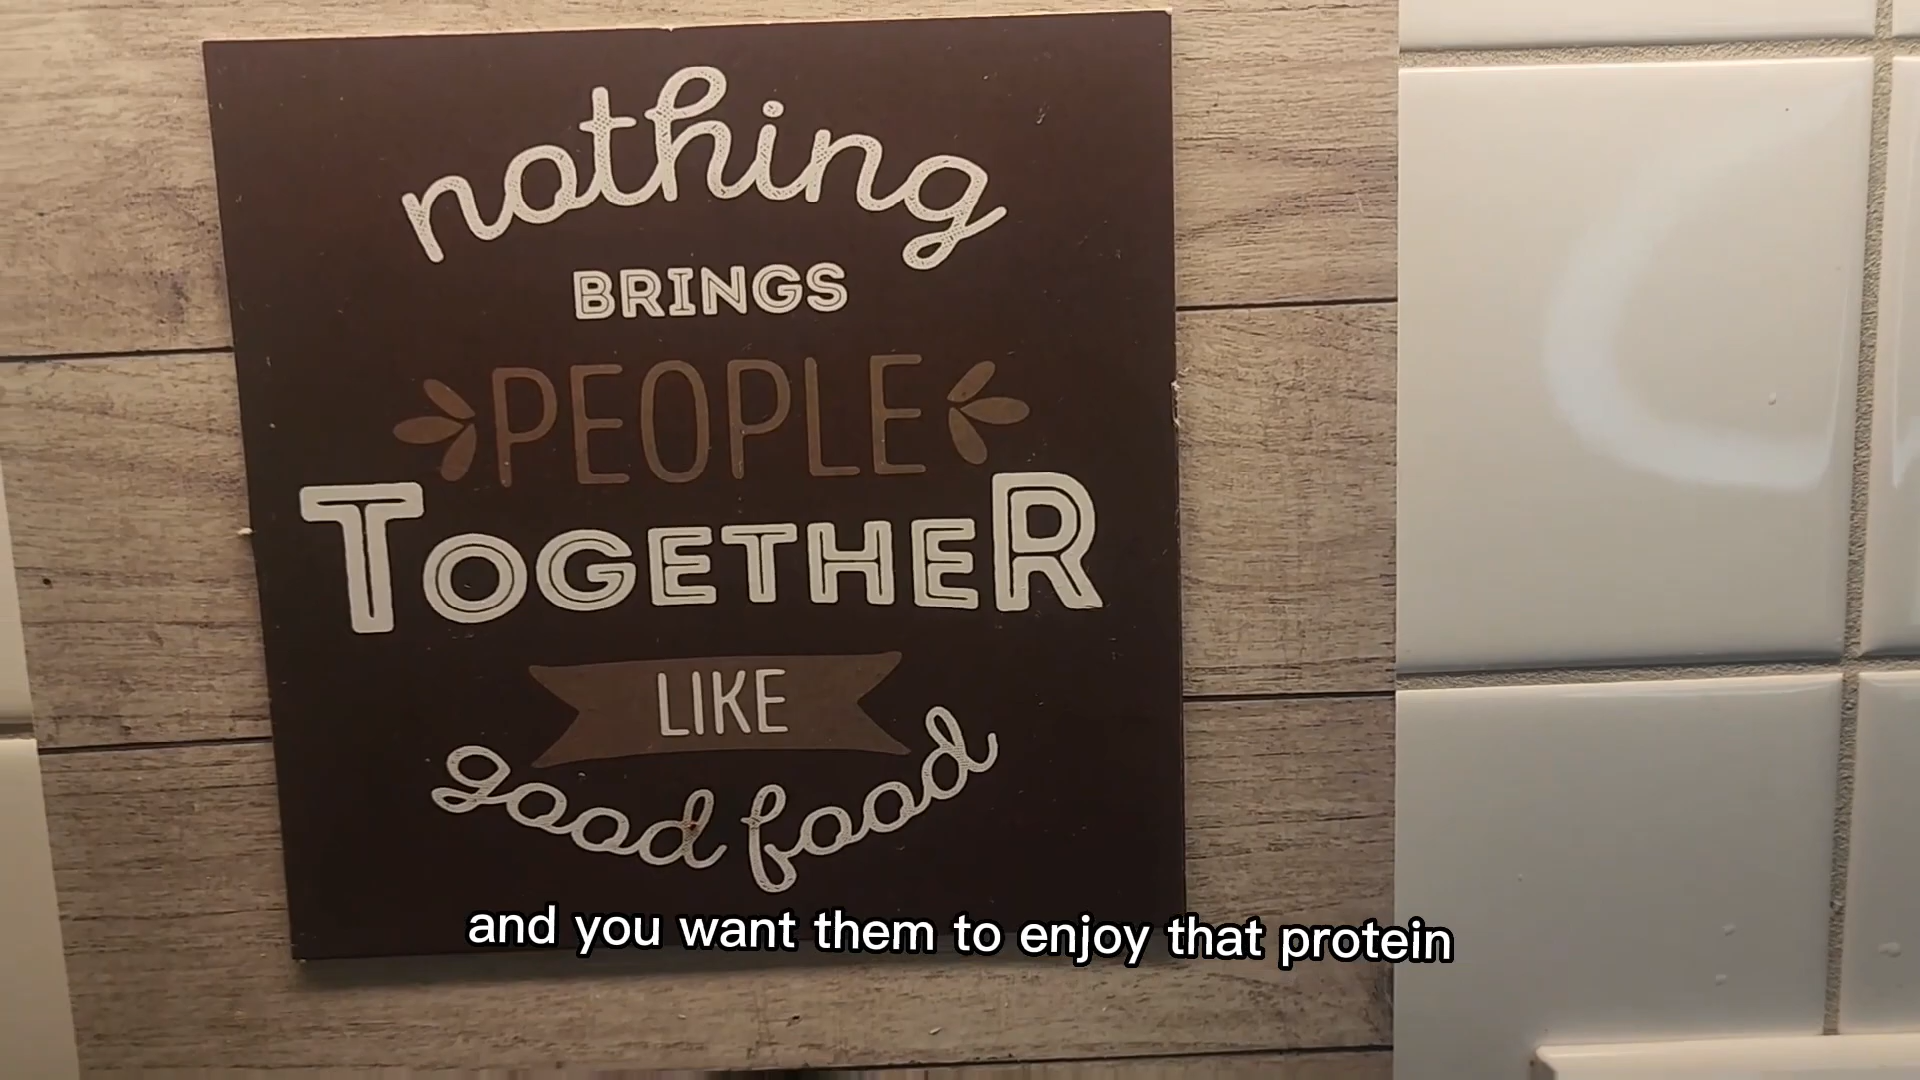 nothing
BRINGS
PEOPLE
TOGETHER
LIKE
good food
and you want them to enjoy that protein